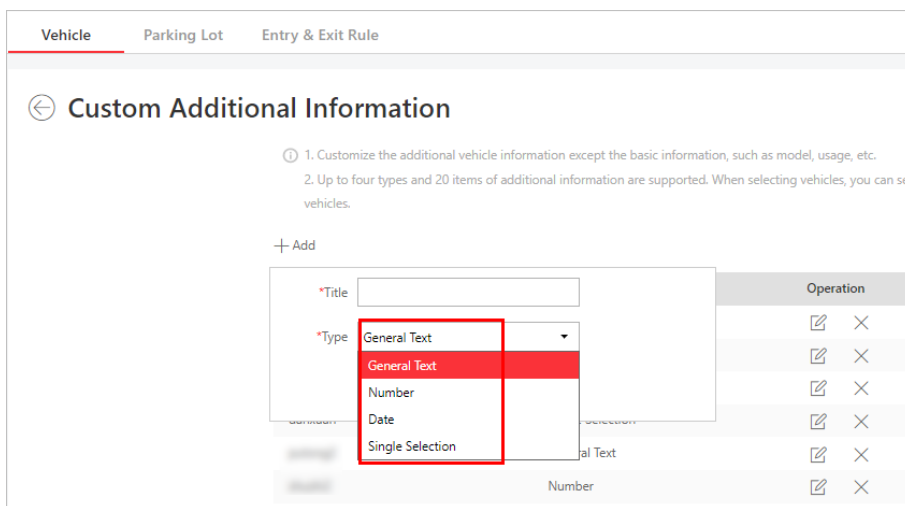 Vehicle Parking Lot Entry & Exit Rule
Custom Additional Information
1. Customize the additional vehicle information except the basic information, such as model, usage, etc.
2. Up to four types and 20 items of additional information are supported. When selecting vehicles, you can
vehicles.
Add
*Title
Operation
*Type General Text
General Text
Number
Date
Single Selection
Text
Number